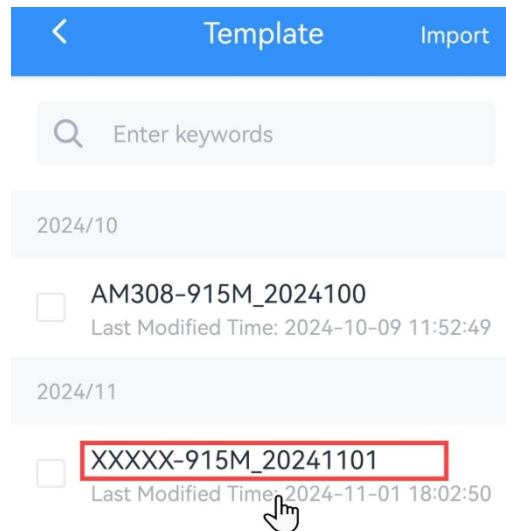 Template Import
Enter keywords
2024/10
AM308-915M_2024100
Last Modified Time: 2024-10-09 11:52:49
2024/11
XXXXX-915M_20241101
Last Modified Time: 2024-11-01 18:02:50